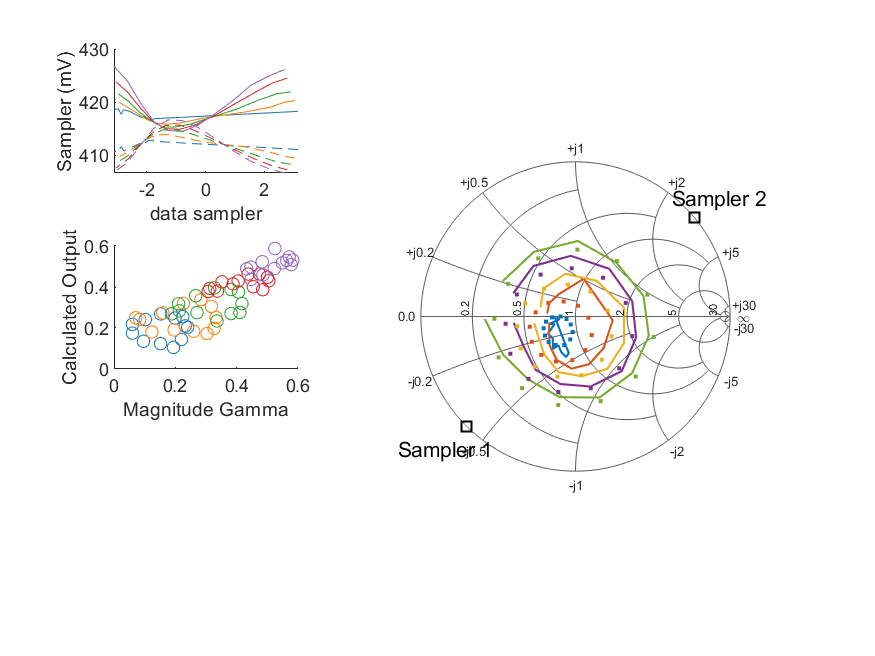 430
420
410
Sampler (mV)
-2 0 2
data sampler
0.6
0.4
0.2
0
Calculated Output
0 0.2 0.4 0.6
Magnitude Gamma
+j1
+j0.5
+j2
Sampler 2
+j0.2
+j5
0.0
0.2
0.5
1
2
5
30
+j30
∞
-j30
-j0.2
-j5
Sampler 1
-j0.5
-j2
-j1